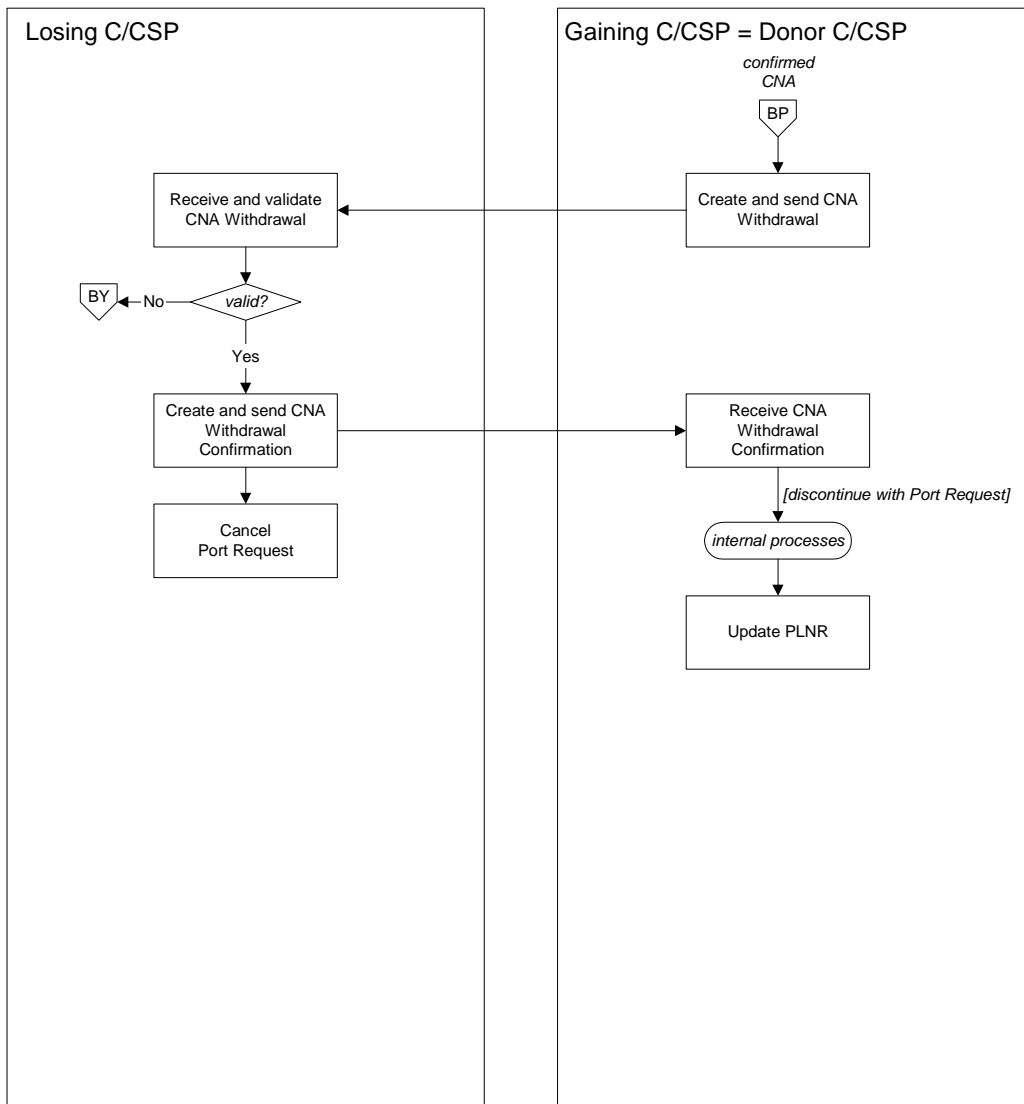 Losing C/CSP
Gaining C/CSP = Donor C/CSP
confirmed
CNA
BP
Create and send CNA
Withdrawal
Receive and validate
CNA Withdrawal
valid?
No
BY
Yes
Create and send CNA
Withdrawal
Confirmation
Receive CNA
Withdrawal
Confirmation
Cancel
Port Request
[discontinue with Port Request]
internal processes
Update PLNR